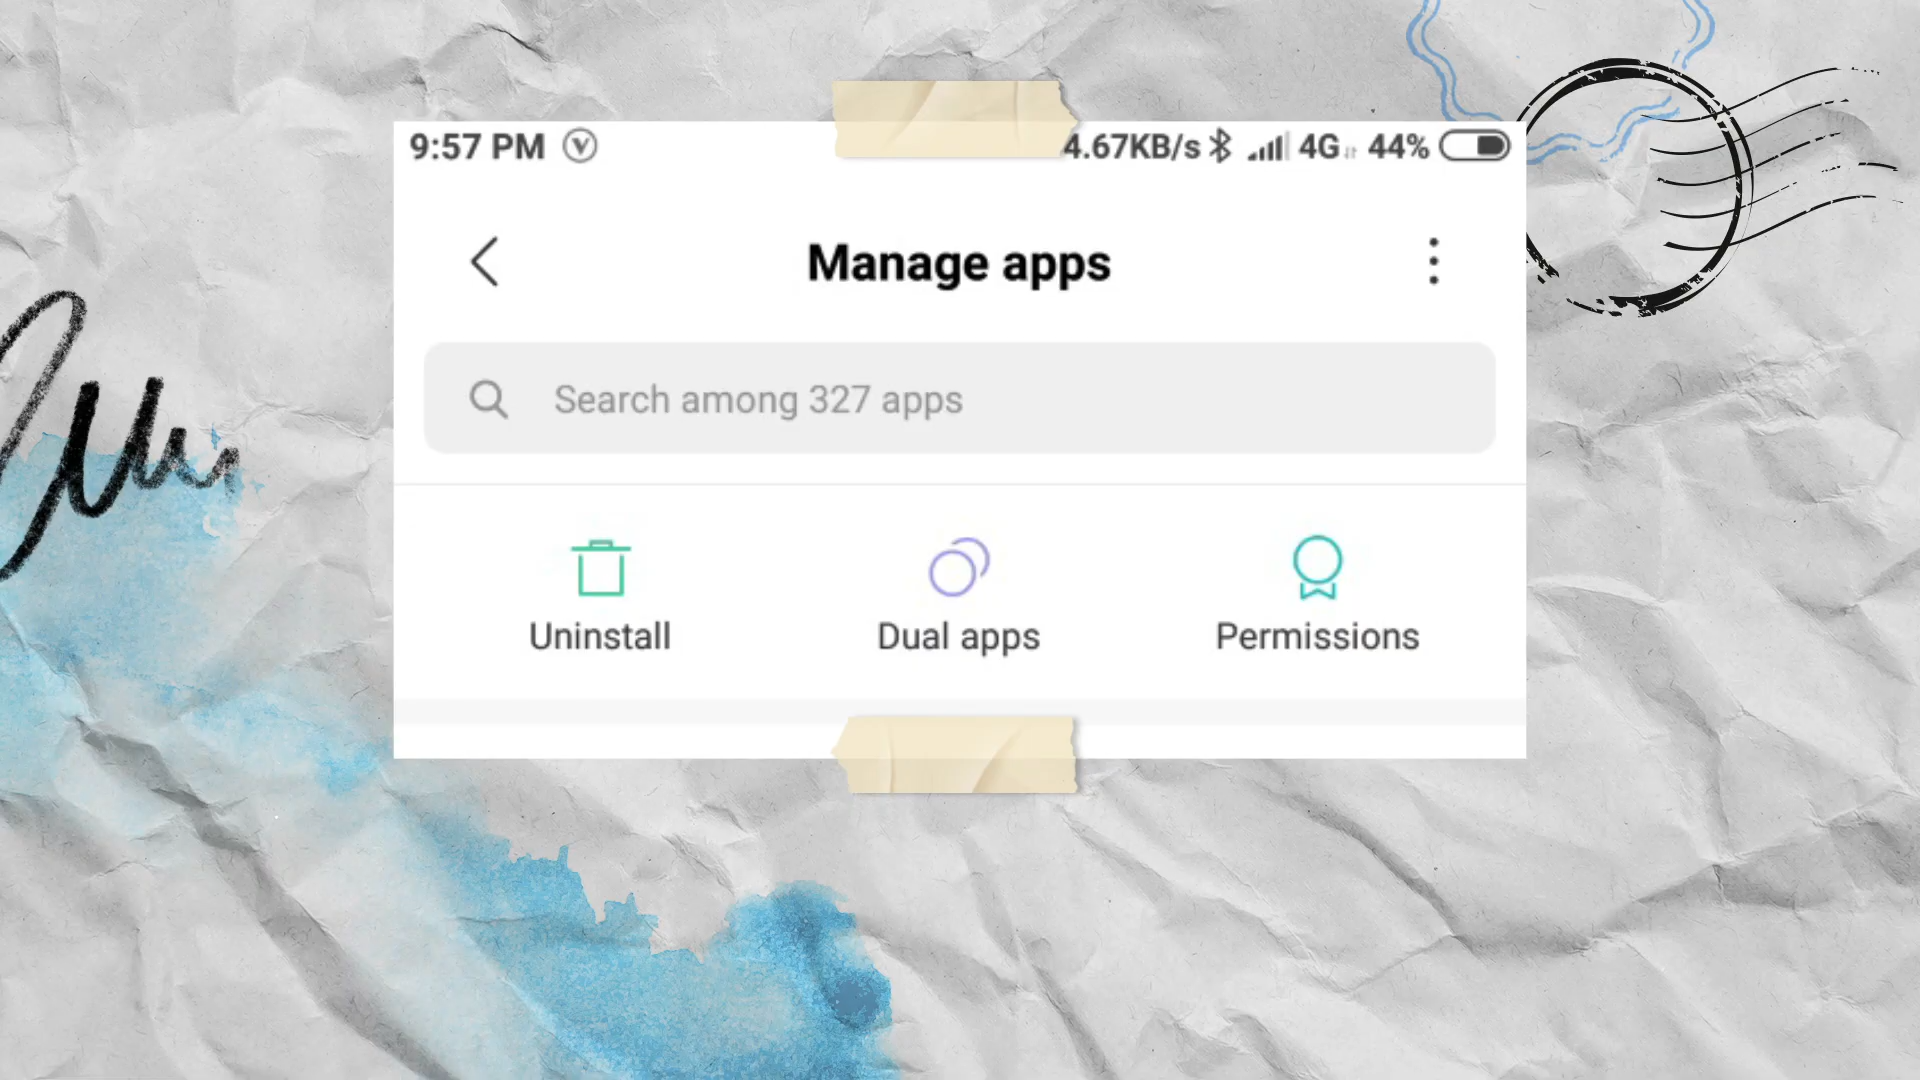 9:57 PM 4.67KB/s 4G 44%
Manage apps
Search among 327 apps
Uninstall Dual apps Permissions